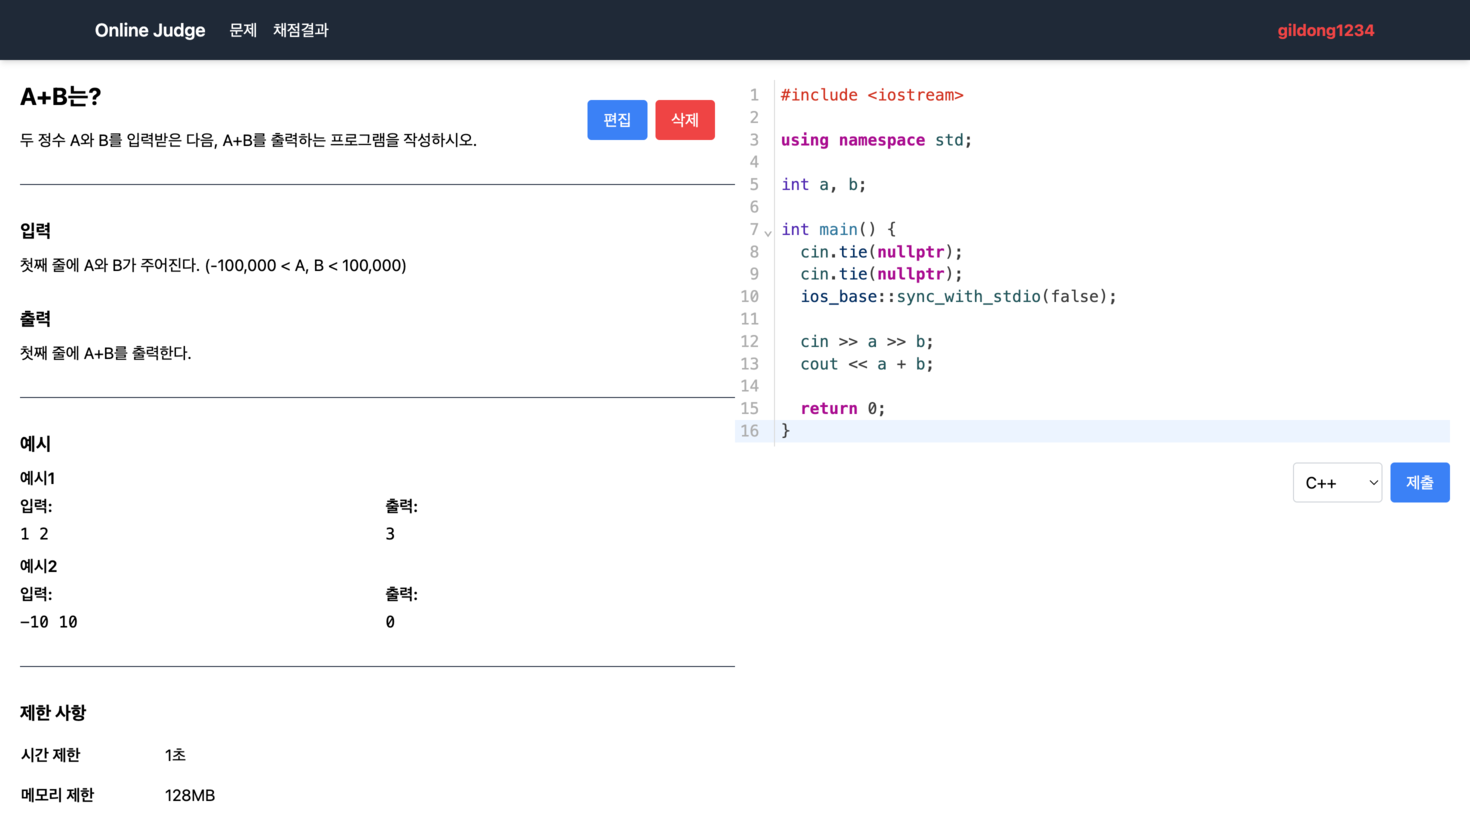 Online Judge 문제 채점결과 gildong1234
A+B는?
편집 삭제
두 정수 A와 B를 입력받은 다음, A+B를 출력하는 프로그램을 작성하시오.
입력
첫째 줄에 A와 B가 주어진다. (-100,000 < A, B < 100,000)
출력
첫째 줄에 A+B를 출력한다.
예시
예시1
입력: 출력:
1 2 3
예시2
입력: 출력:
-10 10 0
제한 사항
시간 제한 1초
메모리 제한 128MB
1 #include <iostream>
2
3 using namespace std;
4
5 int a, b;
6
7 int main() {
8 cin.tie(nullptr);
9 cin.tie(nullptr);
10 ios_base::sync_with_stdio(false);
11
12 cin >> a >> b;
13 cout << a + b;
14
15 return 0;
16 }
C++ 제출